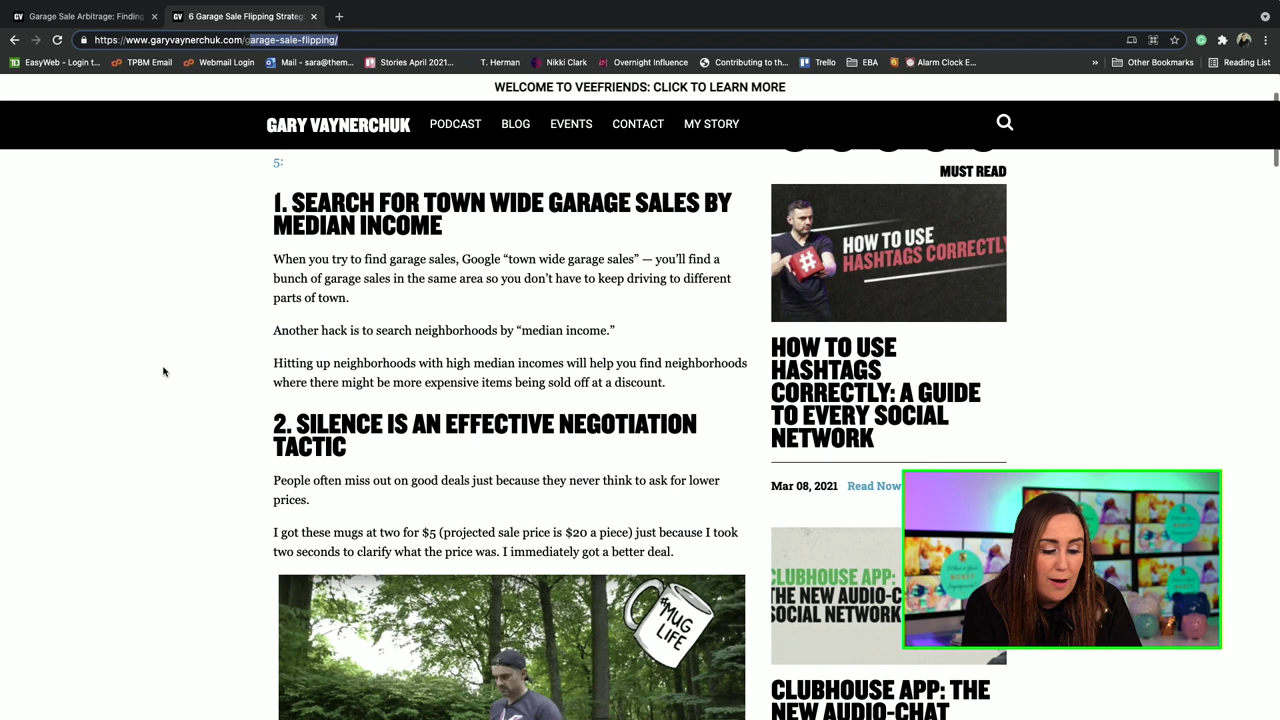 Garage Sale Arbitrage: Finding
6 Garage Sale Flipping Strateg
https://www.garyvaynerchuk.com/garage-sale-flipping/
EasyWeb - Login t...
TPBM Email
Webmail Login
Mail - sara@them...
Stories April 2021...
T. Herman
Nikki Clark
Overnight Influence
Contributing to th...
Trello
EBA
Alarm Clock E...
Other Bookmarks
Reading List
WELCOME TO VEEFRIENDS: CLICK TO LEARN MORE
GARY VAYNERCHUK
PODCAST
BLOG
EVENTS
CONTACT
MY STORY
5:
1. SEARCH FOR TOWN WIDE GARAGE SALES BY
MEDIAN INCOME
When you try to find garage sales, Google “town wide garage sales” — you’ll find a
bunch of garage sales in the same area so you don’t have to keep driving to different
parts of town.
Another hack is to search neighborhoods by “median income.”
Hitting up neighborhoods with high median incomes will help you find neighborhoods
where there might be more expensive items being sold off at a discount.
2. SILENCE IS AN EFFECTIVE NEGOTIATION
TACTIC
People often miss out on good deals just because they never think to ask for lower
prices.
I got these mugs at two for $5 (projected sale price is $20 a piece) just because I took
two seconds to clarify what the price was. I immediately got a better deal.
#MUG
LIFE
MUST READ
HOW TO USE
HASHTAGS CORRECTLY
HOW TO USE
HASHTAGS
CORRECTLY: A GUIDE
TO EVERY SOCIAL
NETWORK
Mar 08, 2021
Read Now
CLUBHOUSE APP:
THE NEW AUDIO-C
SOCIAL NETWORK
CLUBHOUSE APP: THE
NEW AUDIO-CHAT